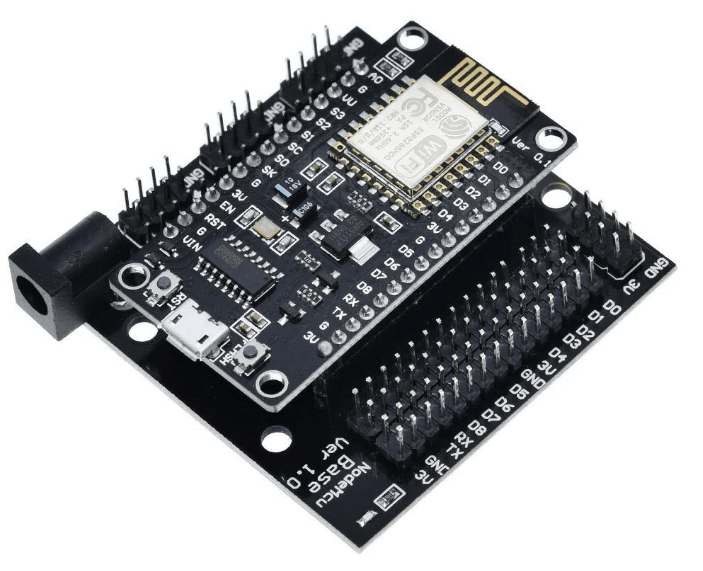 GND
A0
G
VU
S3
S2
S1
SC
S0
SK
G
3V
EN
RST
G
VIN
WiFi
Ver 0.1
D0
D1
D2
D3
D4
3V
G
D5
D6
D7
D8
RX
TX
G
3V
RST
FLASH
GND
3V
D0
D1
D2
D3
D4
3V
GND
D5
D6
D7
D8
RX
TX
GND
3V
NodeMcu
Base
Ver 1.0